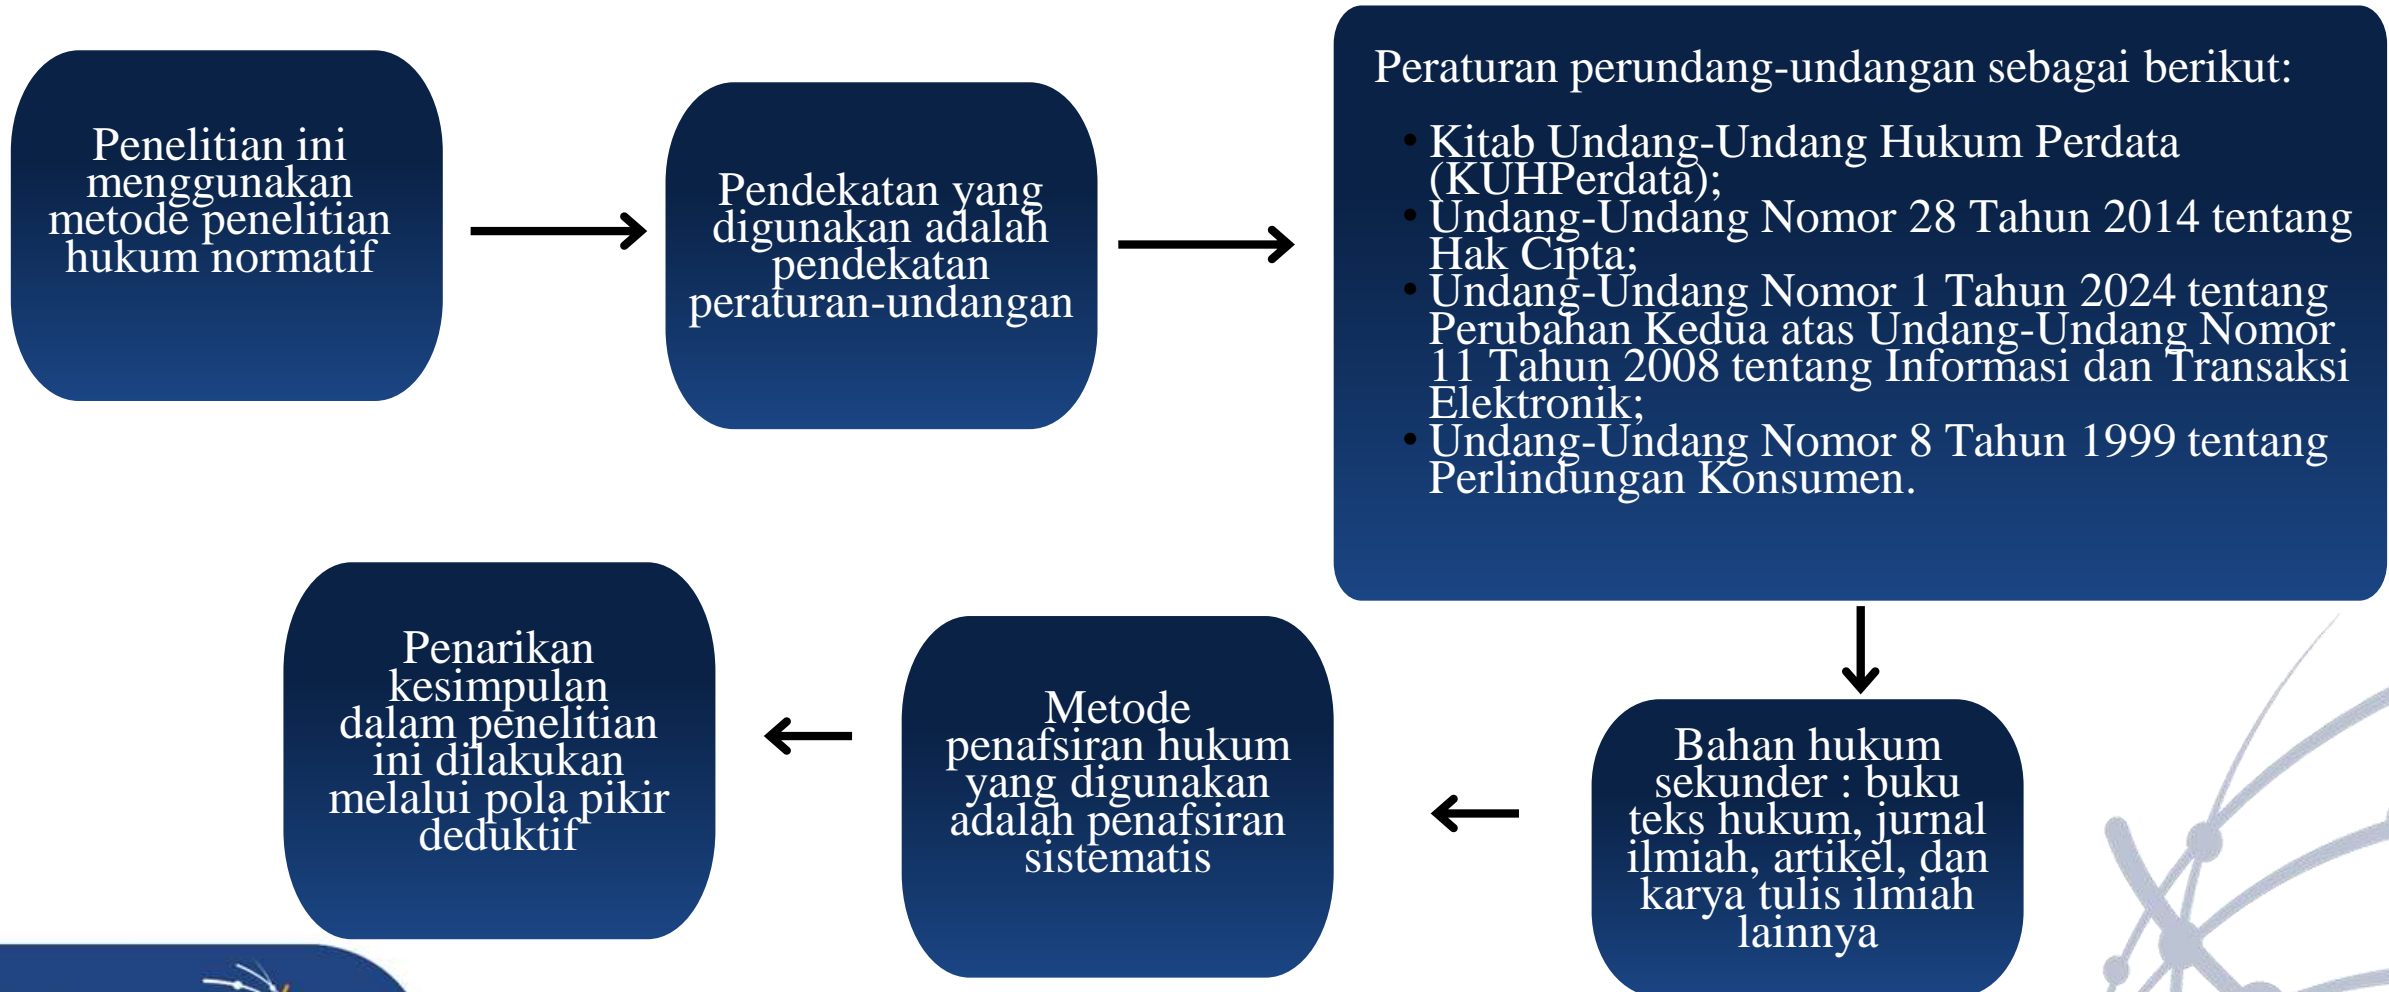 Penelitian ini
menggunakan
metode penelitian
hukum normatif
Pendekatan yang
digunakan adalah
pendekatan
peraturan-undangan
Peraturan perundang-undangan sebagai berikut:
• Kitab Undang-Undang Hukum Perdata
(KUHPerdata);
• Undang-Undang Nomor 28 Tahun 2014 tentang
Hak Cipta;
• Undang-Undang Nomor 1 Tahun 2024 tentang
Perubahan Kedua atas Undang-Undang Nomor
11 Tahun 2008 tentang Informasi dan Transaksi
Elektronik;
• Undang-Undang Nomor 8 Tahun 1999 tentang
Perlindungan Konsumen.
Bahan hukum
sekunder : buku
teks hukum, jurnal
ilmiah, artikel, dan
karya tulis ilmiah
lainnya
Metode
penafsiran hukum
yang digunakan
adalah penafsiran
sistematis
Penarikan
kesimpulan
dalam penelitian
ini dilakukan
melalui pola pikir
deduktif